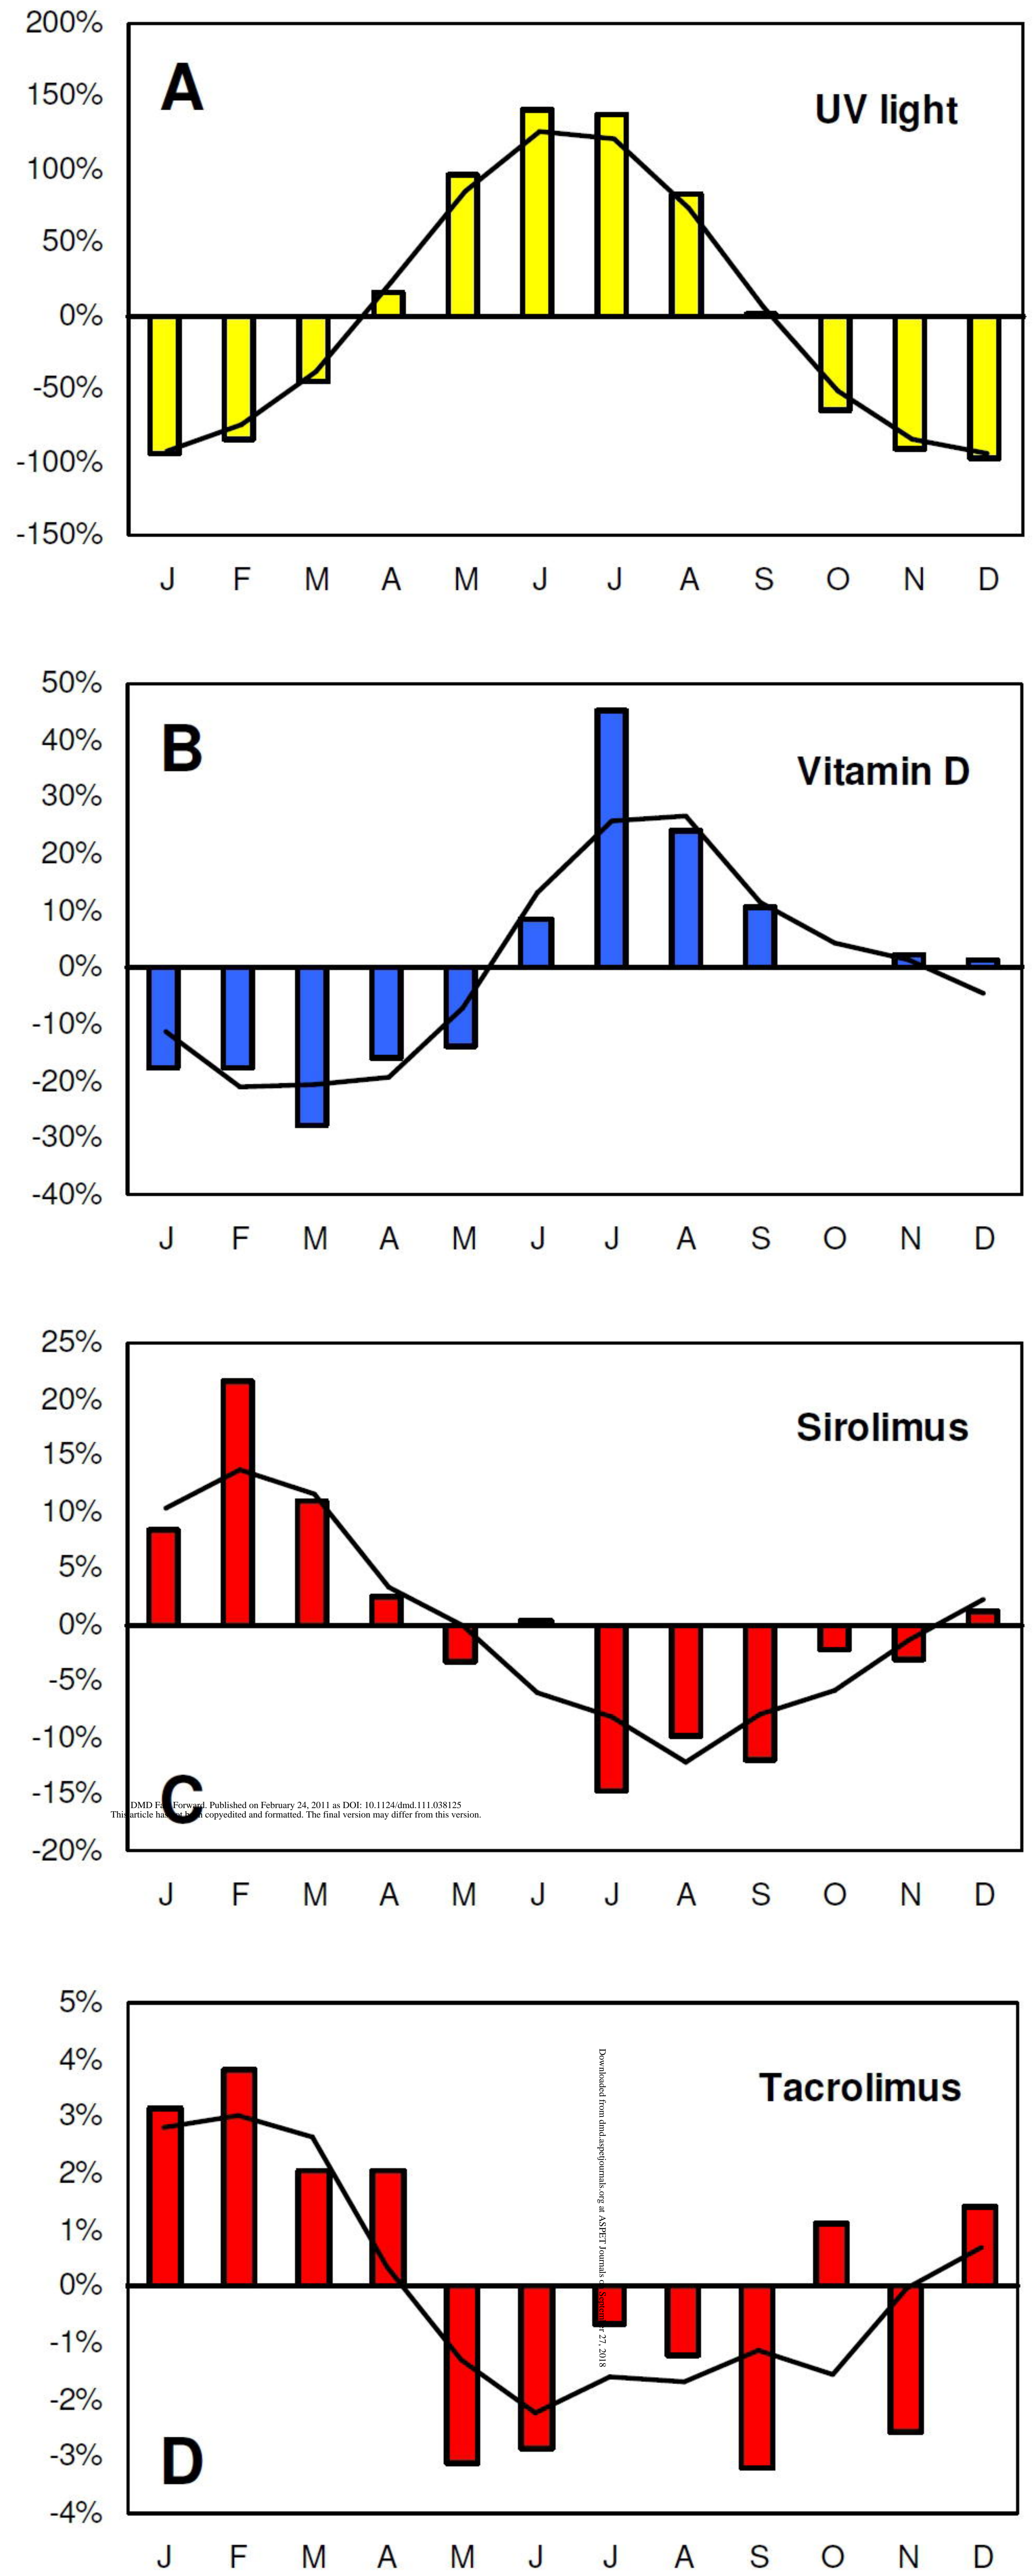 200%
A
UV light
150%
100%
50%
0%
-50%
-100%
-150%
J F M A M J J A S O N D
50%
B
Vitamin D
40%
30%
20%
10%
0%
-10%
-20%
-30%
-40%
J F M A M J J A S O N D
25%
20%
Sirolimus
15%
10%
5%
0%
-5%
-10%
-15%
C
DMD Fast Forward. Published on February 24, 2011 as DOI: 10.1124/dmd.111.038125
This article has not been copyedited and formatted. The final version may differ from this version.
-20%
J F M A M J J A S O N D
5%
4%
Tacrolimus
3%
2%
1%
0%
-1%
-2%
-3%
D
-4%
Downloaded from dmd.aspetjournals.org at ASPET Journals on September 27, 2018
J F M A M J J A S O N D